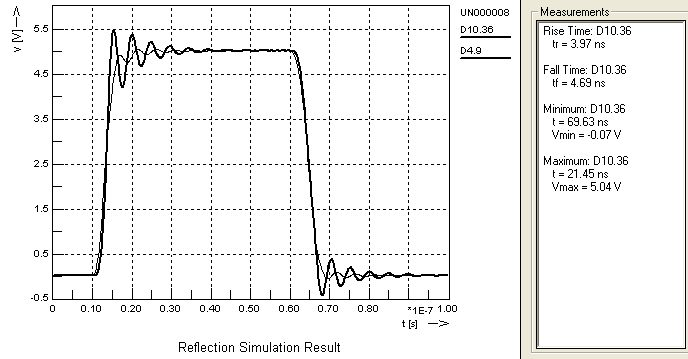 v [V]
5.5
4.5
3.5
2.5
1.5
0.5
-0.5
0
0.10
0.20
0.30
0.40
0.50
0.60
0.70
0.80
*1E-7 1.00
t [s]
Reflection Simulation Result
UN000008
D10.36
D4.9
Measurements
Rise Time: D10.36
tr = 3.97 ns
Fall Time: D10.36
tf = 4.69 ns
Minimum: D10.36
t = 69.63 ns
Vmin = -0.07 V
Maximum: D10.36
t = 21.45 ns
Vmax = 5.04 V